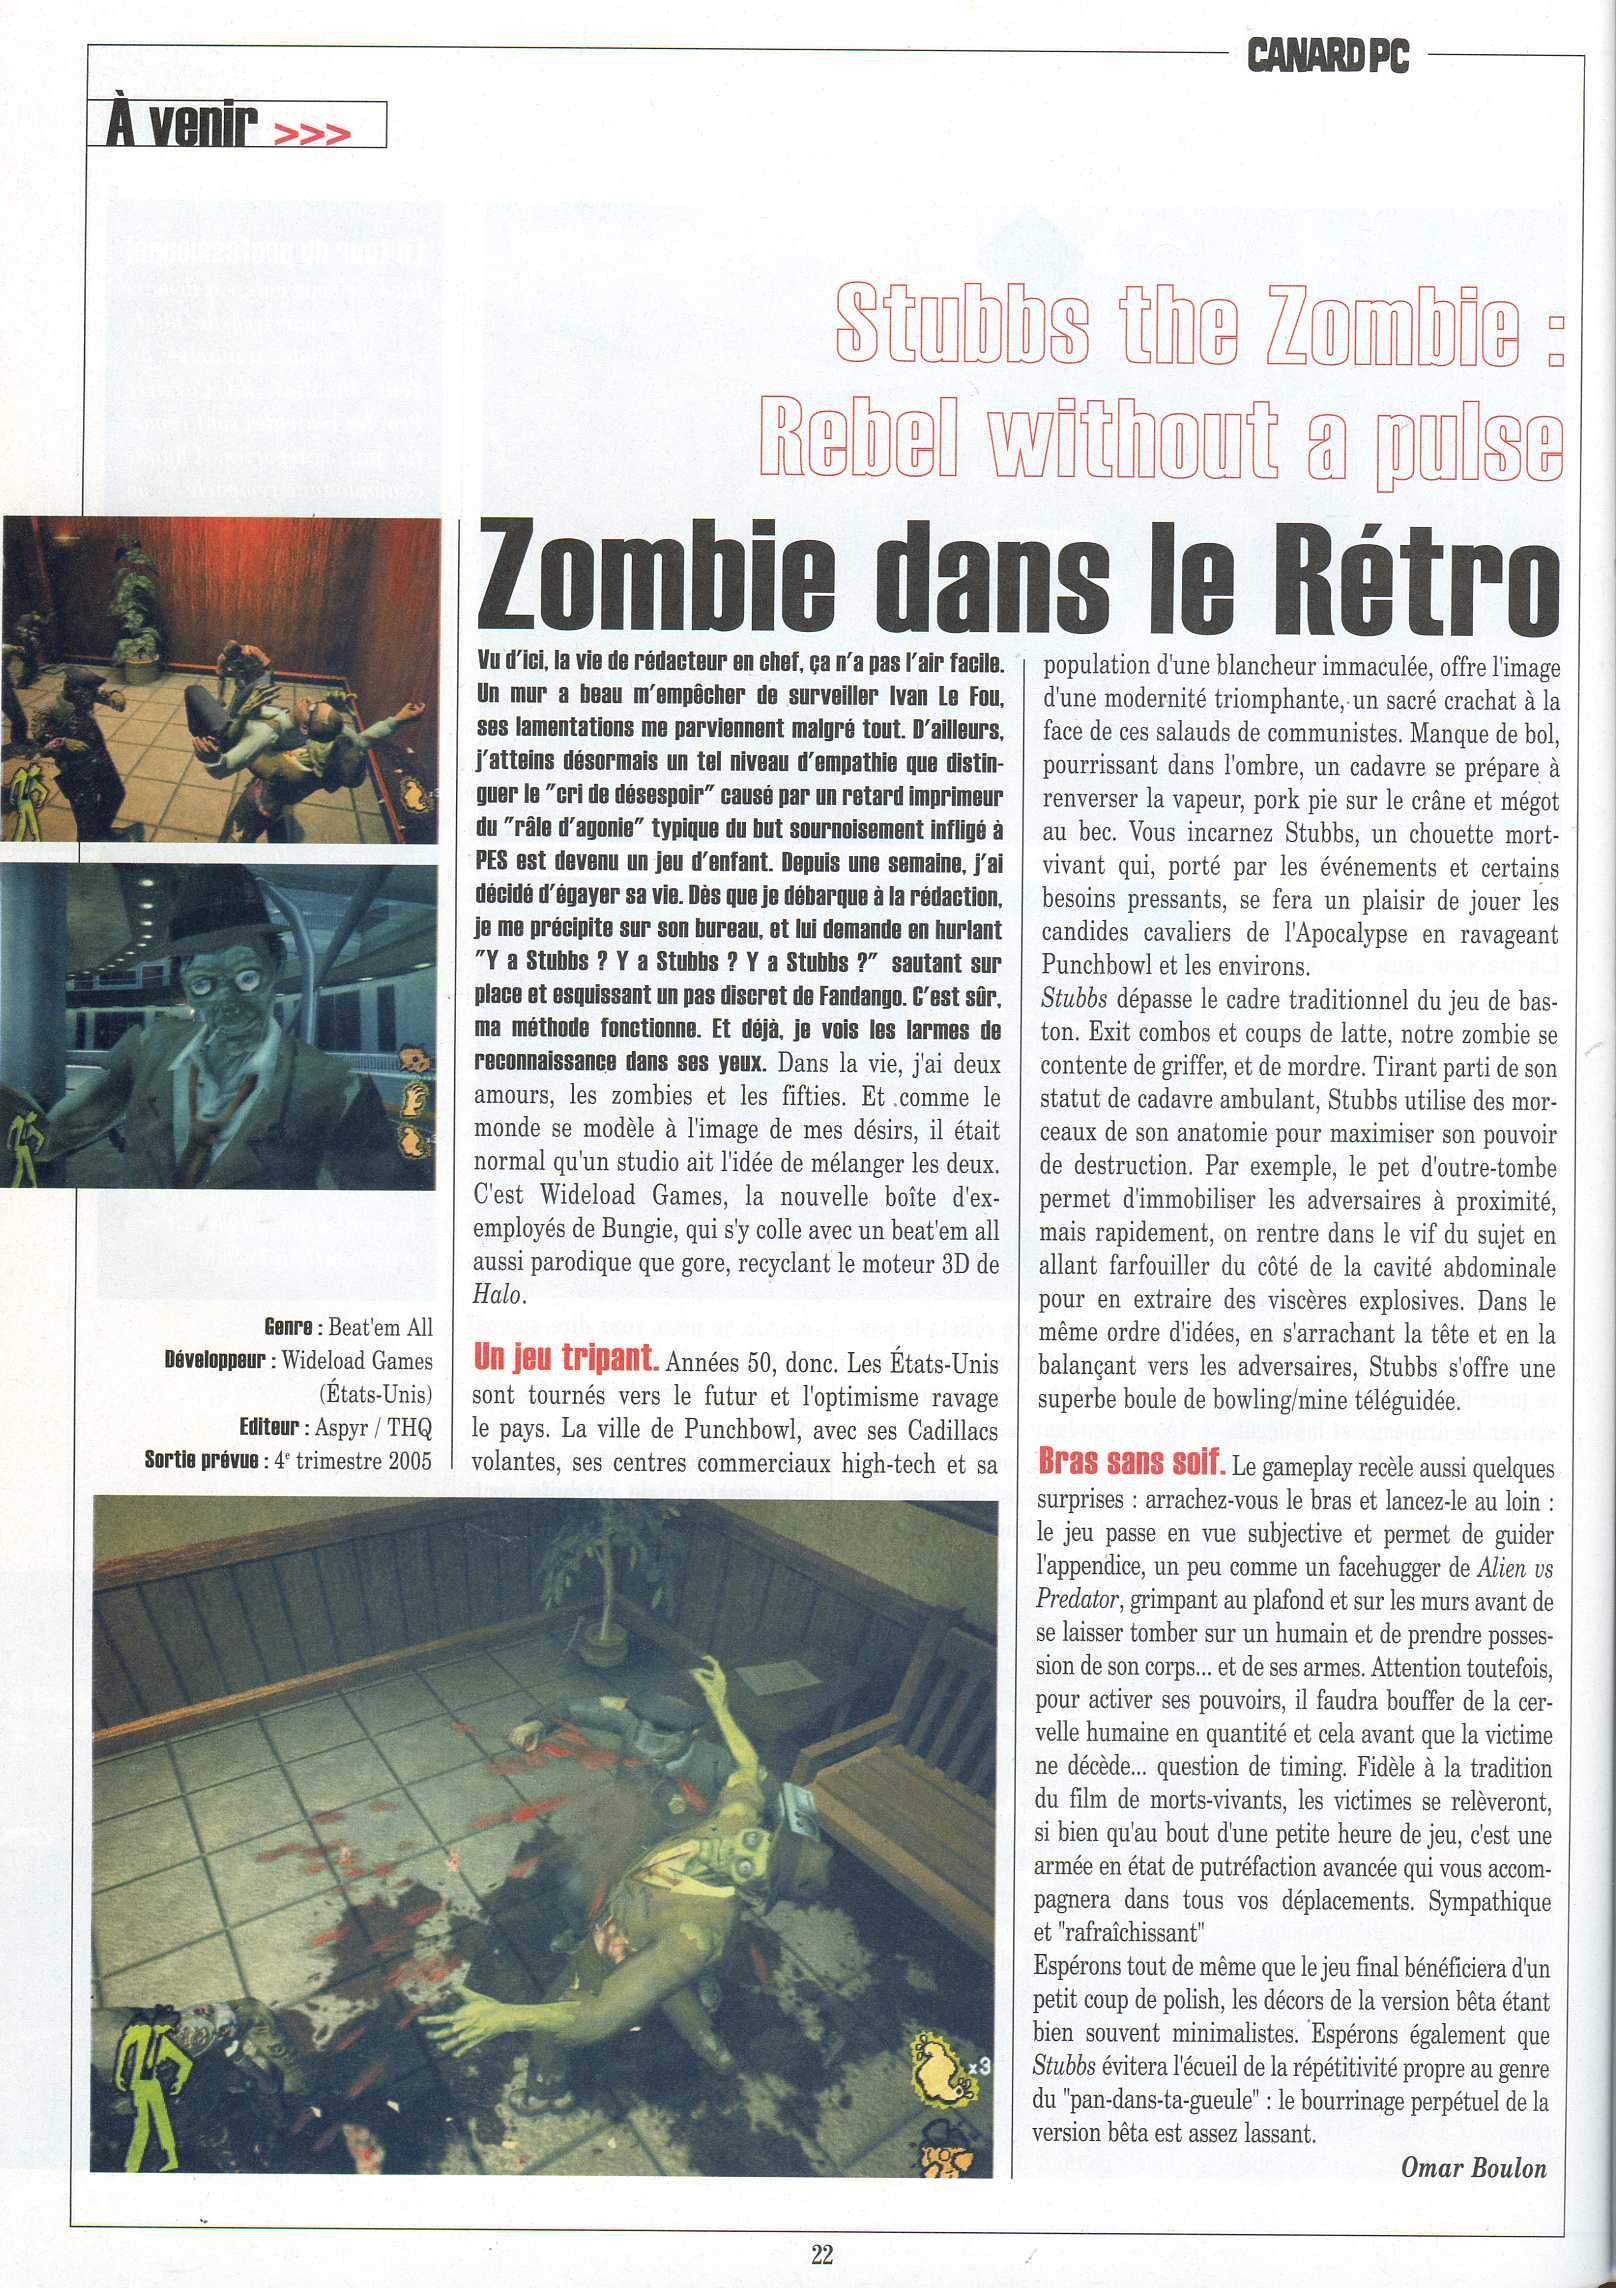 CANARD PC
À venir >>>
Stubbs the Zombie :
Rebel without a pulse
Zombie dans le Rétro
Vu d'ici, la vie de rédacteur en chef, ça n'a pas l'air facile.
Un mur a beau m'empêcher de surveiller Ivan Le Fou,
ses lamentations me parviennent malgré tout. D'ailleurs,
j'atteins désormais un tel niveau d'empathie que distin-
guer le "cri de désespoir" causé par un retard imprimeur
du "râle d'agonie" typique du but sournoisement infligé à
PES est devenu un jeu d'enfant. Depuis une semaine, j'ai
décidé d'égayer sa vie. Dès que je débarque à la rédaction,
je me précipite sur son bureau, et lui demande en hurlant
"Y a Stubbs ? Y a Stubbs ? Y a Stubbs ?" sautant sur
place et esquissant un pas discret de Fandango. C'est sûr,
ma méthode fonctionne. Et déjà, je vois les larmes de
reconnaissance dans ses yeux. Dans la vie, j'ai deux
amours, les zombies et les fifties. Et comme le
monde se modèle à l'image de mes désirs, il était
normal qu'un studio ait l'idée de mélanger les deux.
C'est Wideload Games, la nouvelle boîte d'ex-
employés de Bungie, qui s'y colle avec un beat'em all
aussi parodique que gore, recyclant le moteur 3D de
Halo.
Un jeu tripant. Années 50, donc. Les États-Unis
sont tournés vers le futur et l'optimisme ravage
le pays. La ville de Punchbowl, avec ses Cadillacs
volantes, ses centres commerciaux high-tech et sa
population d'une blancheur immaculée, offre l'image
d'une modernité triomphante, un sacré crachat à la
face de ces salauds de communistes. Manque de bol,
pourrissant dans l'ombre, un cadavre se prépare à
renverser la vapeur, pork pie sur le crâne et mégot
au bec. Vous incarnez Stubbs, un chouette mort-
vivant qui, porté par les événements et certains
besoins pressants, se fera un plaisir de jouer les
candides cavaliers de l'Apocalypse en ravageant
Punchbowl et les environs.
Stubbs dépasse le cadre traditionnel du jeu de bas-
ton. Exit combos et coups de latte, notre zombie se
contente de griffer, et de mordre. Tirant parti de son
statut de cadavre ambulant, Stubbs utilise des mor-
ceaux de son anatomie pour maximiser son pouvoir
de destruction. Par exemple, le pet d'outre-tombe
permet d'immobiliser les adversaires à proximité,
mais rapidement, on rentre dans le vif du sujet en
allant farfouiller du côté de la cavité abdominale
pour en extraire des viscères explosives. Dans le
même ordre d'idées, en s'arrachant la tête et en la
balançant vers les adversaires, Stubbs s'offre une
superbe boule de bowling/mine téléguidée.
Bras sans soif. Le gameplay recèle aussi quelques
surprises : arrachez-vous le bras et lancez-le au loin :
le jeu passe en vue subjective et permet de guider
l'appendice, un peu comme un facehugger de Alien vs
Predator, grimpant au plafond et sur les murs avant de
se laisser tomber sur un humain et de prendre posses-
sion de son corps... et de ses armes. Attention toutefois,
pour activer ses pouvoirs, il faudra bouffer de la cer-
velle humaine en quantité et cela avant que la victime
ne décède... question de timing. Fidèle à la tradition
du film de morts-vivants, les victimes se relèveront,
si bien qu'au bout d'une petite heure de jeu, c'est une
armée en état de putréfaction avancée qui vous accom-
pagnera dans tous vos déplacements. Sympathique
et "rafraîchissant"
Espérons tout de même que le jeu final bénéficiera d'un
petit coup de polish, les décors de la version bêta étant
bien souvent minimalistes. Espérons également que
Stubbs évitera l'écueil de la répétitivité propre au genre
du "pan-dans-ta-gueule" : le bourrinage perpétuel de la
version bêta est assez lassant.
Omar Boulon
Genre : Beat'em All
Développeur : Wideload Games
(États-Unis)
Editeur : Aspyr / THQ
Sortie prévue : 4e trimestre 2005
x3
22